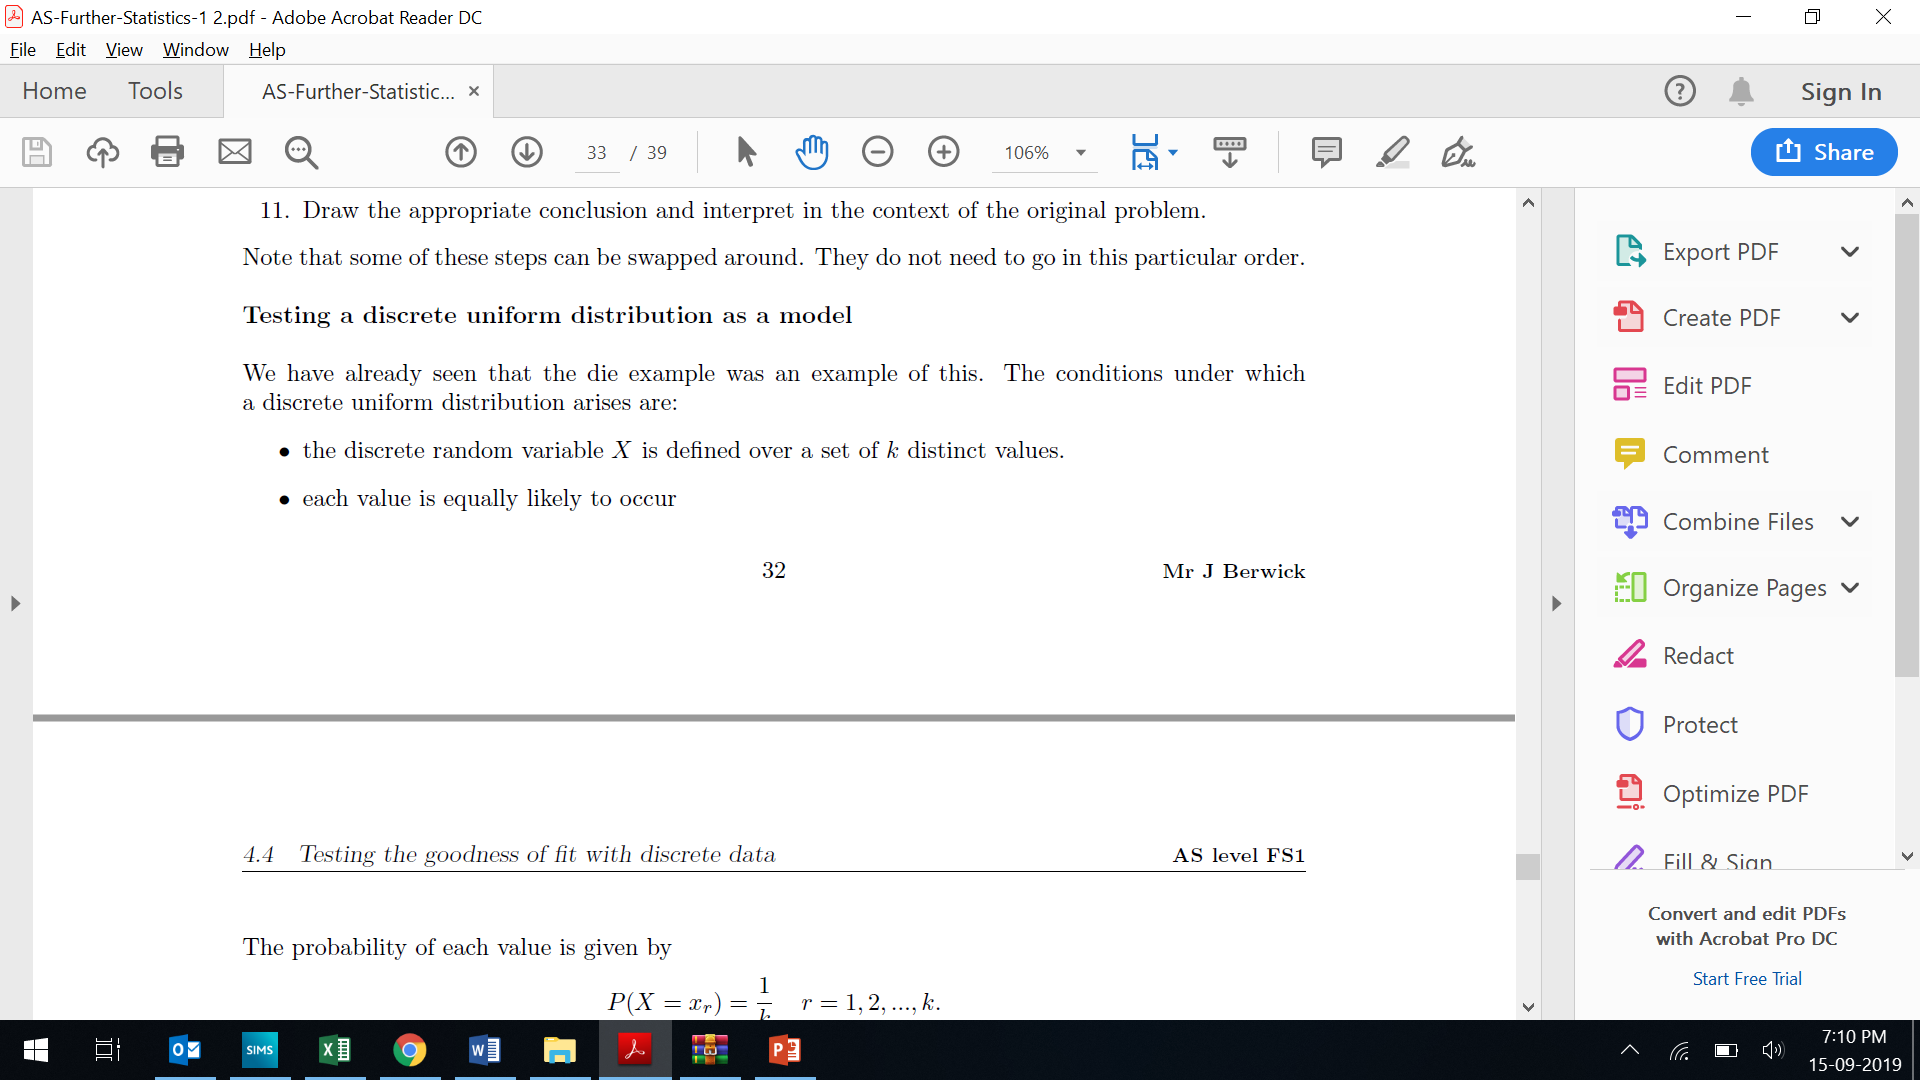 AS-Further-Statistics-1 2.pdf - Adobe Acrobat Reader DC
File Edit View Window Help
Home Tools AS-Further-Statistic... × Sign In
33 / 39 106% Share
11. Draw the appropriate conclusion and interpret in the context of the original problem.
Note that some of these steps can be swapped around. They do not need to go in this particular order.
Testing a discrete uniform distribution as a model
We have already seen that the die example was an example of this. The conditions under which
a discrete uniform distribution arises are:
• the discrete random variable X is defined over a set of k distinct values.
• each value is equally likely to occur
32 Mr J Berwick
4.4 Testing the goodness of fit with discrete data AS level FS1
The probability of each value is given by
P(X = xᵣ) = 1/k r = 1, 2, ..., k.
Export PDF
Create PDF
Edit PDF
Comment
Combine Files
Organize Pages
Redact
Protect
Optimize PDF
Fill & Sign
Convert and edit PDFs
with Acrobat Pro DC
Start Free Trial
SIMS
7:10 PM
15-09-2019